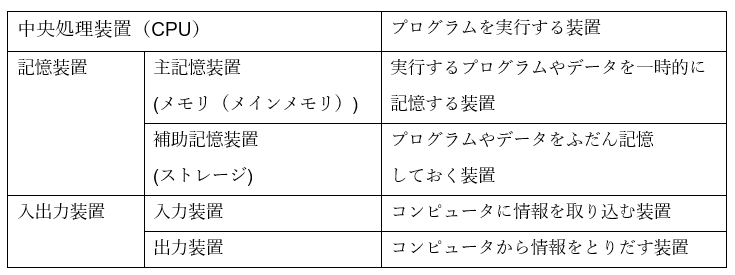 中央処理装置（CPU）
プログラムを実行する装置
記憶装置
主記憶装置
(メモリ（メインメモリ）)
実行するプログラムやデータを一時的に
記憶する装置
補助記憶装置
(ストレージ)
プログラムやデータをふだん記憶
しておく装置
入出力装置
入力装置
コンピュータに情報を取り込む装置
出力装置
コンピュータから情報をとりだす装置